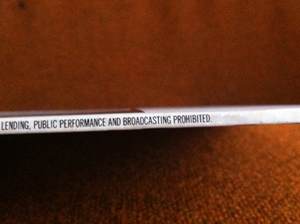 LENDING, PUBLIC PERFORMANCE AND BROADCASTING PROHIBITED.